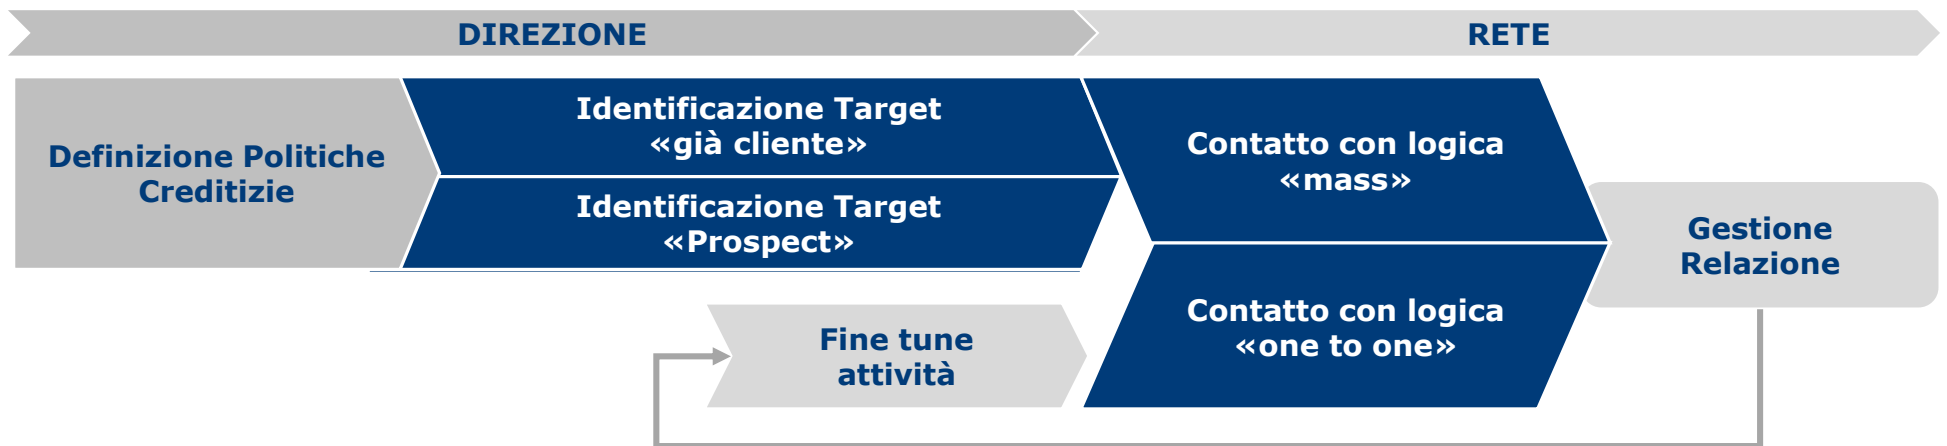 DIREZIONE
RETE
Definizione Politiche
Creditizie
Identificazione Target
«già cliente»
Identificazione Target
«Prospect»
Contatto con logica
«mass»
Contatto con logica
«one to one»
Gestione
Relazione
Fine tune
attività